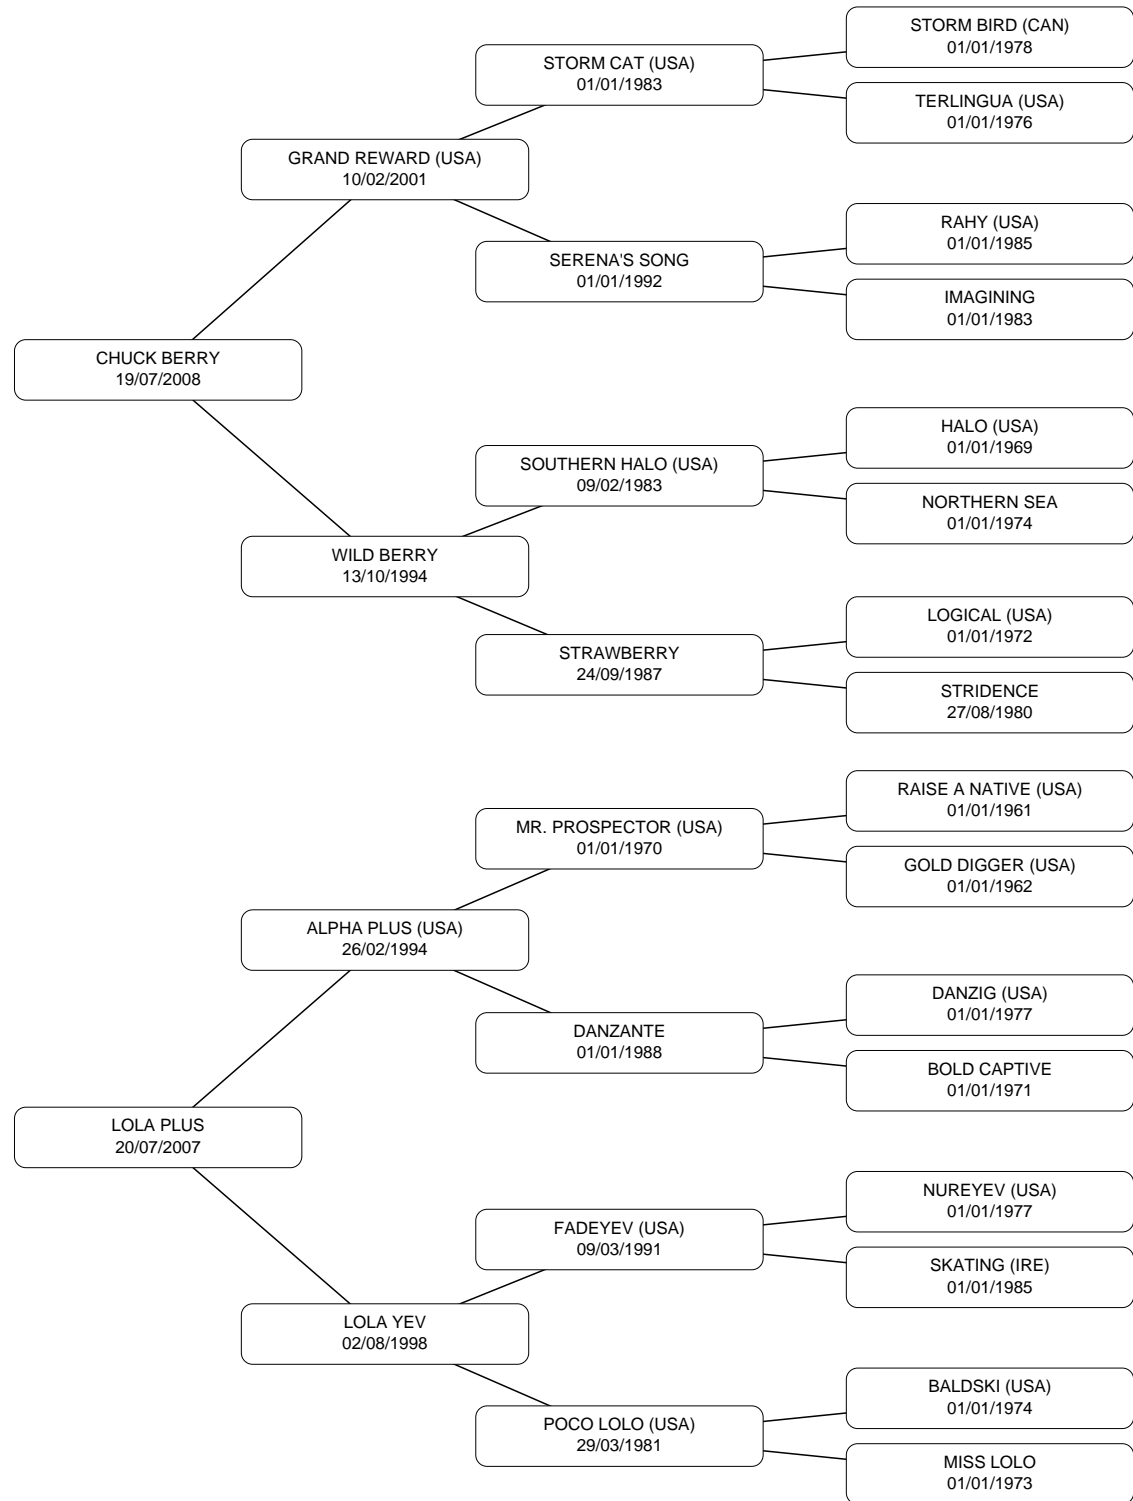 STORM BIRD (CAN)
01/01/1978
STORM CAT (USA)
01/01/1983
TERLINGUA (USA)
01/01/1976
GRAND REWARD (USA)
10/02/2001
RAHY (USA)
01/01/1985
SERENA'S SONG
01/01/1992
IMAGINING
01/01/1983
CHUCK BERRY
19/07/2008
HALO (USA)
01/01/1969
SOUTHERN HALO (USA)
09/02/1983
NORTHERN SEA
01/01/1974
WILD BERRY
13/10/1994
LOGICAL (USA)
01/01/1972
STRAWBERRY
24/09/1987
STRIDENCE
27/08/1980
RAISE A NATIVE (USA)
01/01/1961
MR. PROSPECTOR (USA)
01/01/1970
GOLD DIGGER (USA)
01/01/1962
ALPHA PLUS (USA)
26/02/1994
DANZIG (USA)
01/01/1977
DANZANTE
01/01/1988
BOLD CAPTIVE
01/01/1971
LOLA PLUS
20/07/2007
NUREYEV (USA)
01/01/1977
FADEYEV (USA)
09/03/1991
SKATING (IRE)
01/01/1985
LOLA YEV
02/08/1998
BALDSKI (USA)
01/01/1974
POCO LOLO (USA)
29/03/1981
MISS LOLO
01/01/1973